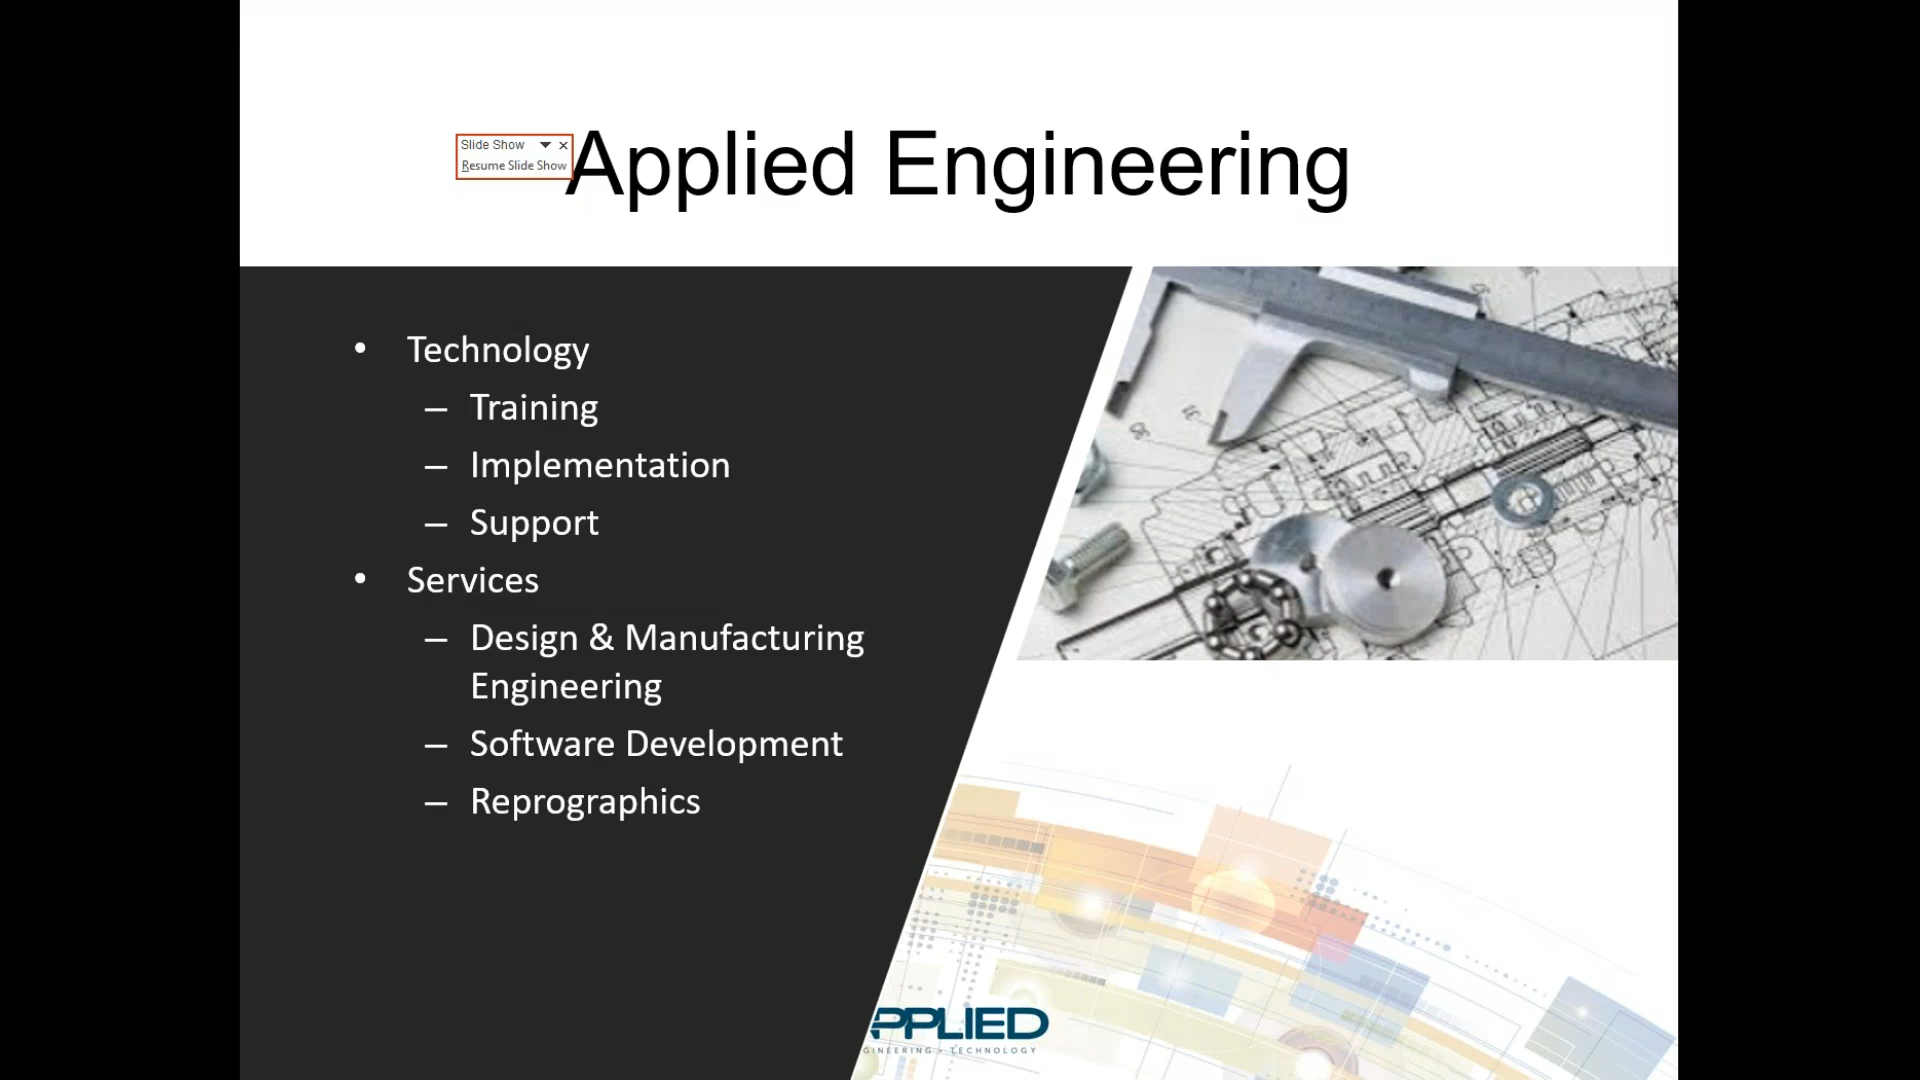 Slide Show
Resume Slide Show
Applied Engineering
• Technology
– Training
– Implementation
– Support
• Services
– Design & Manufacturing
Engineering
– Software Development
– Reprographics
PPLIED
GINEERING - TECHNOLOGY